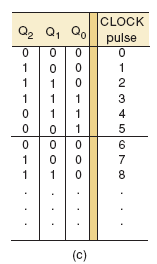 Q2 Q1 Q0 CLOCK pulse
0 0 0 0
1 0 0 1
1 1 0 2
1 1 1 3
0 1 1 4
0 0 1 5
0 0 0 6
1 0 0 7
1 1 0 8
. . . .
. . . .
. . . .
(c)